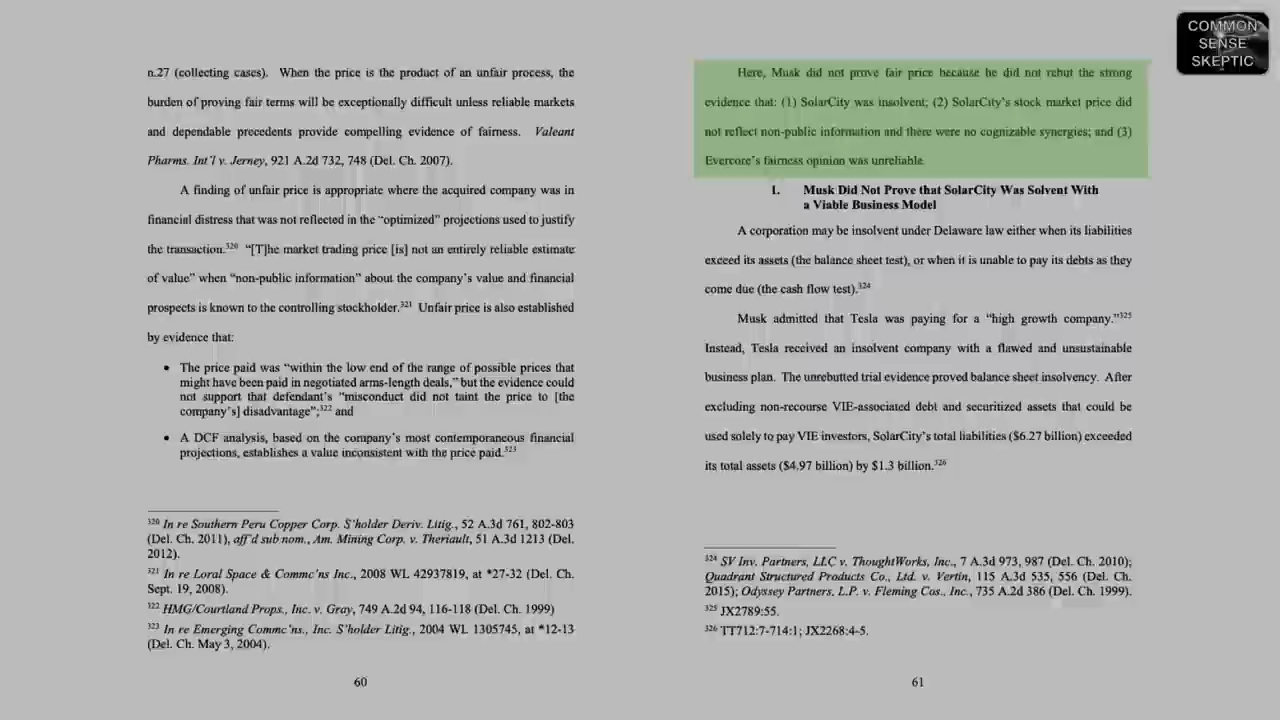 n.27 (collecting cases). When the price is the product of an unfair process, the
burden of proving fair terms will be exceptionally difficult unless reliable markets
and dependable precedents provide compelling evidence of fairness. Valeant
Pharms. Int’l v. Jerney, 921 A.2d 732, 748 (Del. Ch. 2007).
A finding of unfair price is appropriate where the acquired company was in
financial distress that was not reflected in the “optimized” projections used to justify
the transaction.320 “[T]he market trading price [is] not an entirely reliable estimate
of value” when “non-public information” about the company’s value and financial
prospects is known to the controlling stockholder.321 Unfair price is also established
by evidence that:
• The price paid was “within the low end of the range of possible prices that
might have been paid in negotiated arms-length deals,” but the evidence could
not support that defendant’s “misconduct did not taint the price to [the
company’s] disadvantage”;322 and
• A DCF analysis, based on the company’s most contemporaneous financial
projections, establishes a value inconsistent with the price paid.323
320 In re Southern Peru Copper Corp. S’holder Deriv. Litig., 52 A.3d 761, 802-803
(Del. Ch. 2011), aff’d sub nom., Am. Mining Corp. v. Theriault, 51 A.3d 1213 (Del.
2012).
321 In re Loral Space & Commc’ns Inc., 2008 WL 42937819, at *27-32 (Del. Ch.
Sept. 19, 2008).
322 HMG/Courtland Props., Inc. v. Gray, 749 A.2d 94, 116-118 (Del. Ch. 1999)
323 In re Emerging Commc’ns., Inc. S’holder Litig., 2004 WL 1305745, at *12-13
(Del. Ch. May 3, 2004).
60
Here, Musk did not prove fair price because he did not rebut the strong
evidence that: (1) SolarCity was insolvent; (2) SolarCity’s stock market price did
not reflect non-public information and there were no cognizable synergies; and (3)
Evercore’s fairness opinion was unreliable.
1. Musk Did Not Prove that SolarCity Was Solvent With
a Viable Business Model
A corporation may be insolvent under Delaware law either when its liabilities
exceed its assets (the balance sheet test), or when it is unable to pay its debts as they
come due (the cash flow test).324
Musk admitted that Tesla was paying for a “high growth company.”325
Instead, Tesla received an insolvent company with a flawed and unsustainable
business plan. The unrebutted trial evidence proved balance sheet insolvency. After
excluding non-recourse VIE-associated debt and securitized assets that could be
used solely to pay VIE investors, SolarCity’s total liabilities ($6.27 billion) exceeded
its total assets ($4.97 billion) by $1.3 billion.326
324 SV Inv. Partners, LLC v. ThoughtWorks, Inc., 7 A.3d 973, 987 (Del. Ch. 2010);
Quadrant Structured Products Co., Ltd. v. Vertin, 115 A.3d 535, 556 (Del. Ch.
2015); Odyssey Partners, L.P. v. Fleming Cos., Inc., 735 A.2d 386 (Del. Ch. 1999).
325 JX2789:55.
326 TT712:7-714:1; JX2268:4-5.
61
COMMON
SENSE
SKEPTIC